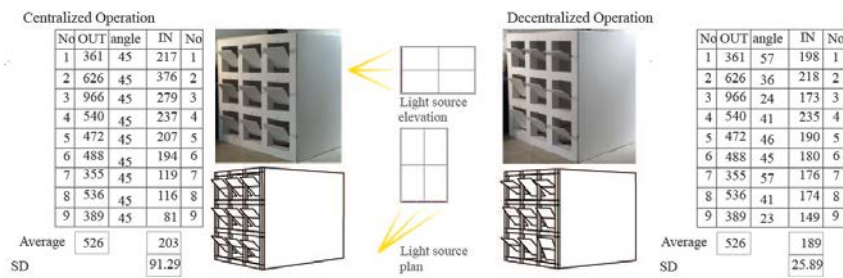 Centralized Operation
No OUT angle IN No
1 361 45 217 1
2 626 45 376 2
3 966 45 279 3
4 540 45 237 4
5 472 45 207 5
6 488 45 194 6
7 355 45 119 7
8 536 45 116 8
9 389 45 81 9
Average 526 203
SD 91.29
Light source
elevation
Light source
plan
Decentralized Operation
No OUT angle IN No
1 361 57 198 1
2 626 36 218 2
3 966 24 173 3
4 540 41 235 4
5 472 46 190 5
6 488 45 180 6
7 355 57 176 7
8 536 41 174 8
9 389 23 149 9
Average 526 189
SD 25.89